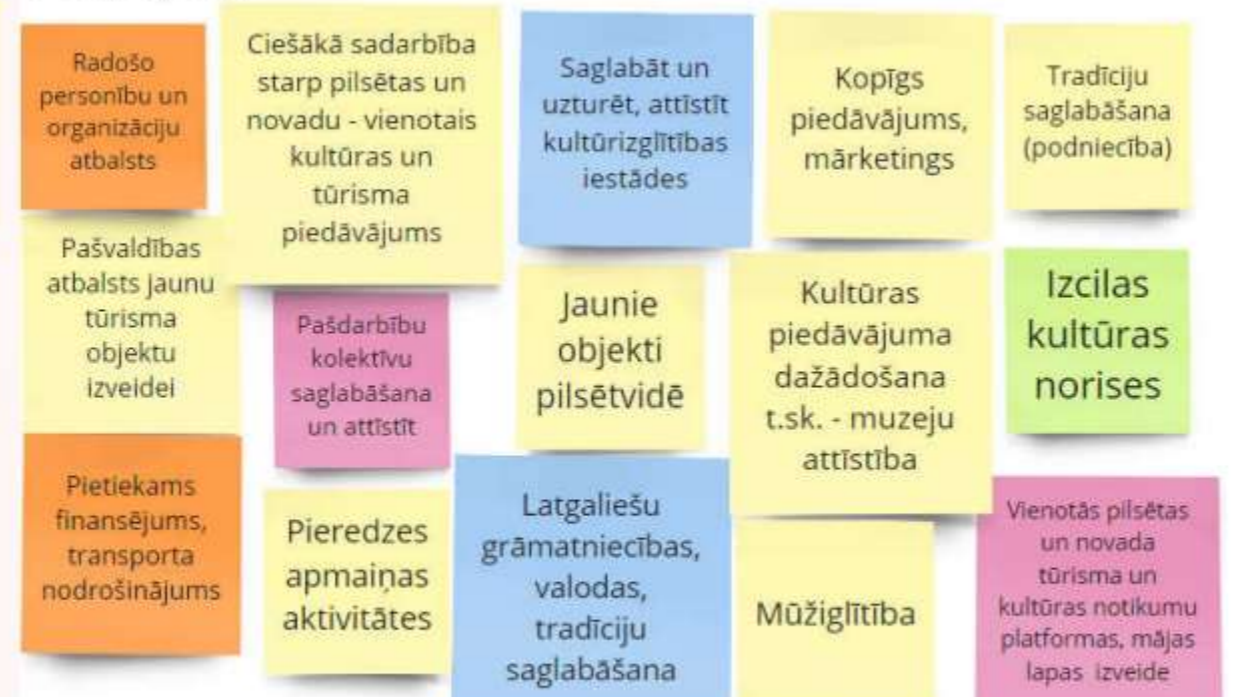 Radošo
personību un
organizāciju
atbalsts
Ciešākā sadarbība
starp pilsētas un
novadu - vienotais
kultūras un
tūrisma
piedāvājums
Saglabāt un
uzturēt, attīstīt
kultūrizglītības
iestādes
Kopīgs
piedāvājums,
mārketings
Tradīciju
saglabāšana
(podniecība)
Pašvaldības
atbalsts jaunu
tūrisma
objektu
izveidei
Pašdarbību
kolektīvu
saglabāšana
un attīstīt
Jaunie
objekti
pilsētvidē
Kultūras
piedāvājuma
dažādošana
t.sk. - muzeju
attīstība
Izcilas
kultūras
norises
Pietiekams
finansējums,
transporta
nodrošinājums
Pieredzes
apmaiņas
aktivitātes
Latgaliešu
grāmatniecības,
valodas,
tradīciju
saglabāšana
Mūžiglītība
Vienotās pilsētas
un novada
tūrisma un
kultūras notikumu
platformas, mājas
lapas izveide